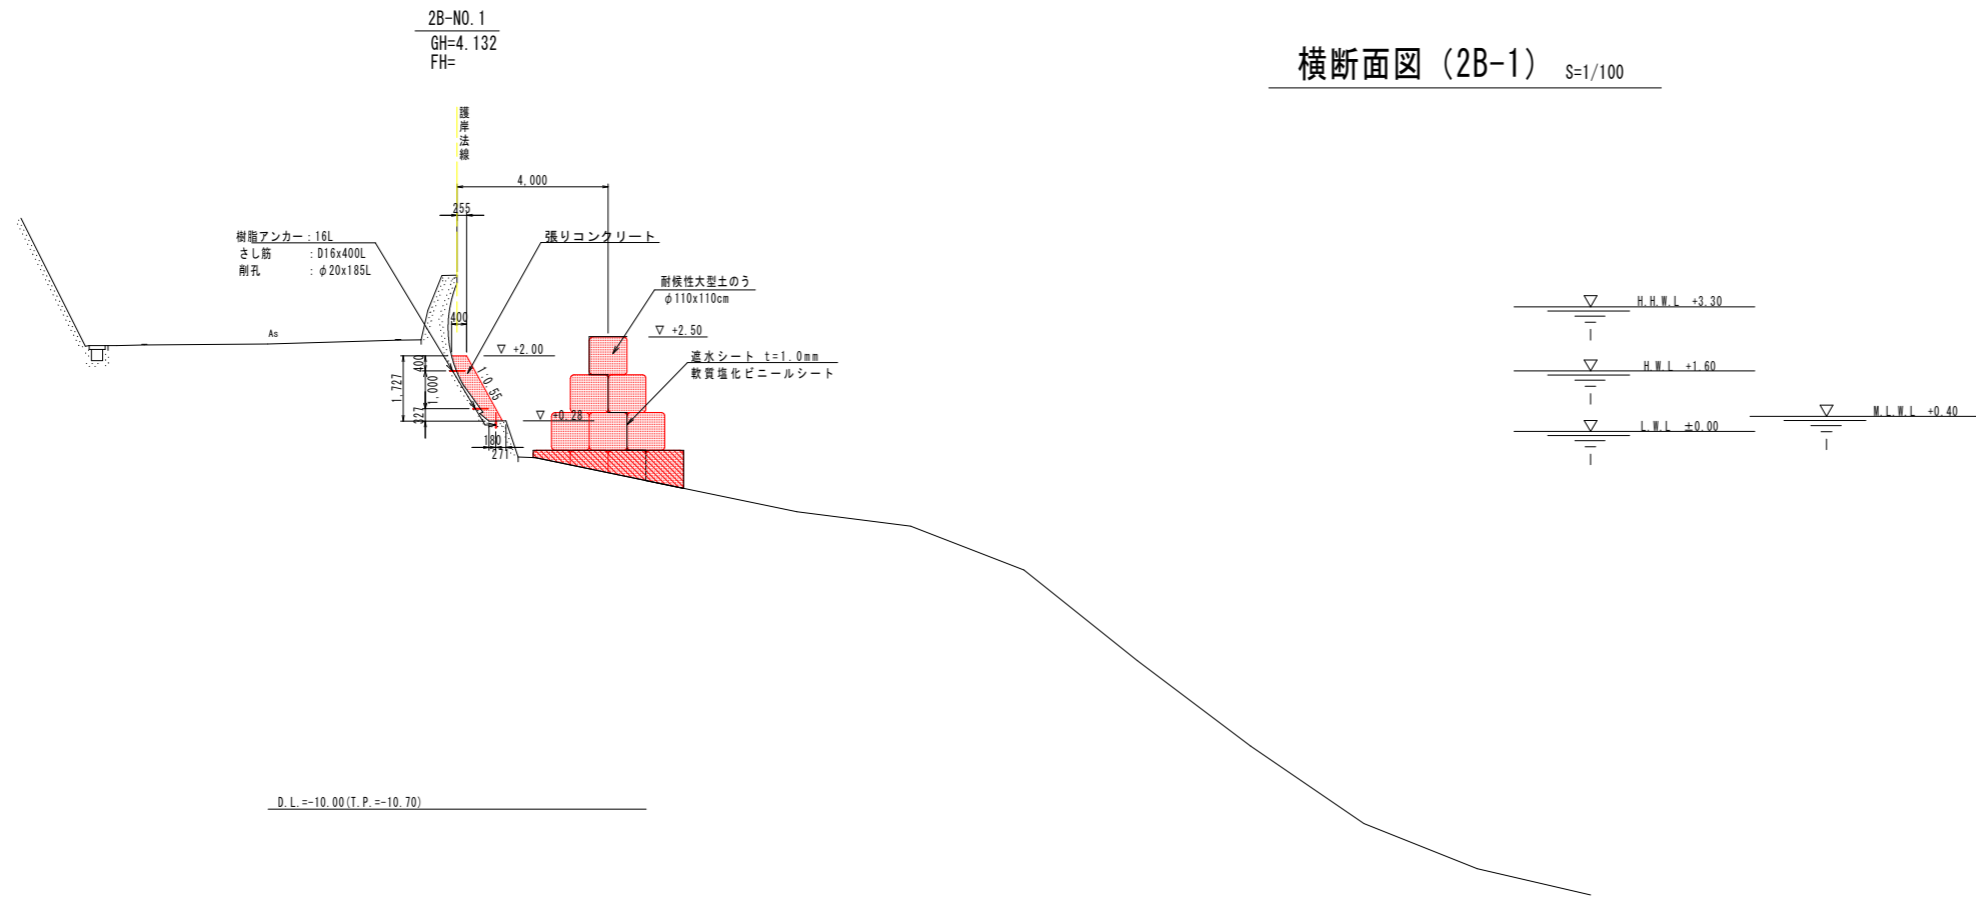 2B-NO.1
GH=4.132
FH=
横断面図 (2B-1) S=1/100
護岸法線
4,000
255
樹脂アンカー : 16L
さし筋 : D16x400L
削孔 : φ20x185L
張りコンクリート
耐候性大型土のう
φ110x110cm
400
As
▽ +2.50
▽ +2.00
遮水シート t=1.0mm
軟質塩化ビニールシート
1:0.55
400
1,000
327
1,727
▽ +0.28
180
271
H.H.W.L +3.30
H.W.L +1.60
M.L.W.L +0.40
L.W.L ±0.00
D.L.=-10.00(T.P.=-10.70)